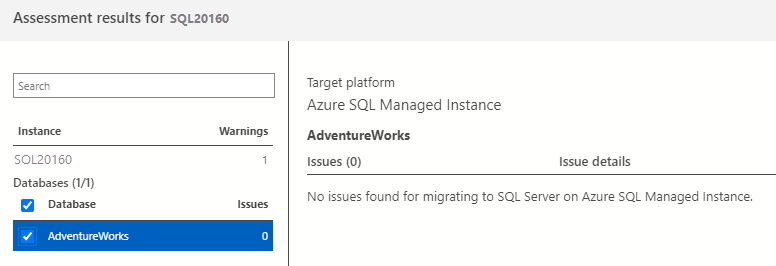 Assessment results for SQL20160
Search
Instance Warnings
SQL20160 1
Databases (1/1)
Database Issues
AdventureWorks 0
Target platform
Azure SQL Managed Instance
AdventureWorks
Issues (0) Issue details
No issues found for migrating to SQL Server on Azure SQL Managed Instance.